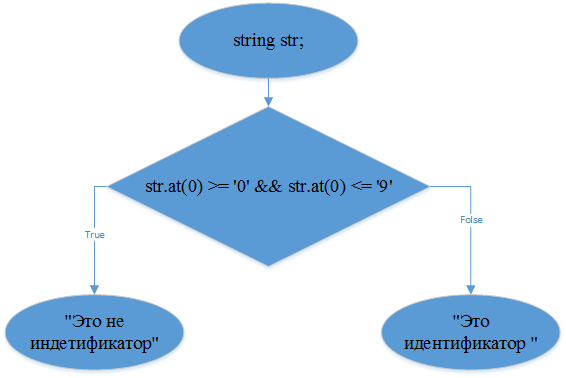 string str;
str.at(0) >= '0' && str.at(0) <= '9'
True
Folse
"Это не
индетификатор"
"Это
идентификатор "